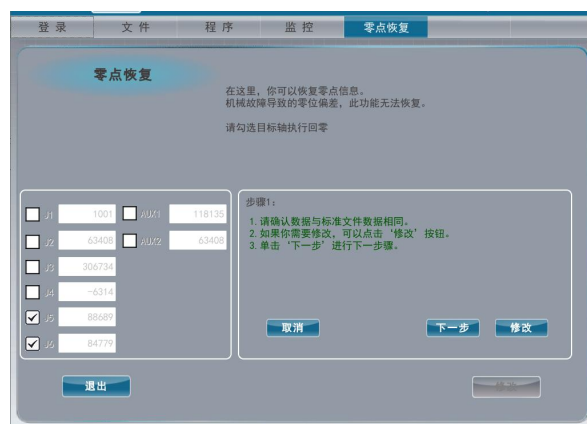 登录 文件 程序 监控 零点恢复
零点恢复
在这里，你可以恢复零点信息。
机械故障导致的零位偏差，此功能无法恢复。
请勾选目标轴执行回零
J1 1001 AUX1 118135
J2 63408 AUX2 63408
J3 306734
J4 -6314
J5 88689
J6 84779
步骤1：
1.请确认数据与标准文件数据相同。
2.如果你需要修改，可以点击‘修改’按钮。
3.单击‘下一步’进行下一步骤。
取消 下一步 修改
退出